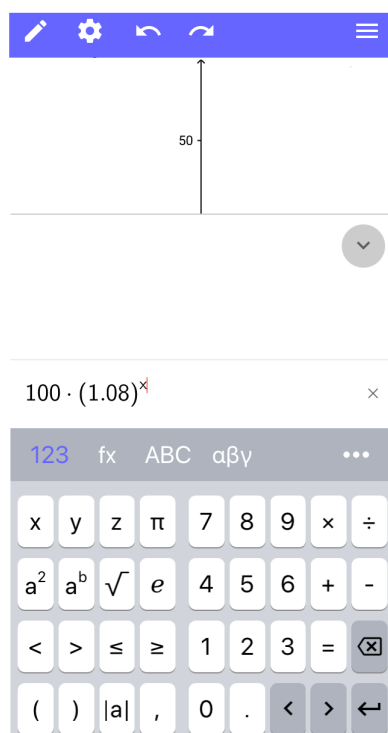 50
100 · (1.08)ˣ
123 fx ABC αβγ
x y z π 7 8 9 × ÷
a² aᵇ √ e 4 5 6 + -
< > ≤ ≥ 1 2 3 =
( ) |a| , 0 . < >